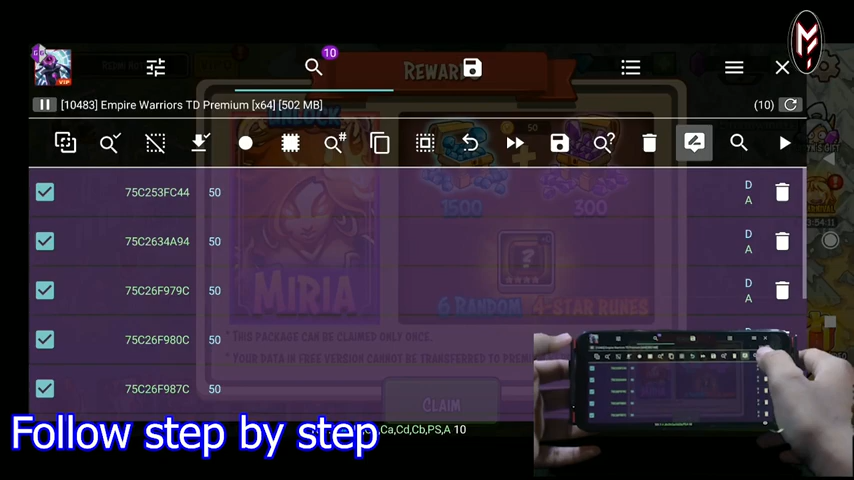 10
VIP
REWARD
[10483] Empire Warriors TD Premium [x64] [502 MB]
(10)
UNLOCK
50
75C253FC44 50 D A
1500
300
75C2634A94 50 D A
75C26F979C 50 D A
MIRIA
6 RANDOM 4-STAR RUNES
75C26F980C 50 D
* THIS PACKAGE CAN BE CLAIMED ONLY ONCE.
* YOUR DATA IN FREE VERSION CANNOT BE TRANSFERRED TO PREM
75C26F987C 50
CLAIM
Follow step by step
,Ca,Cd,Cb,PS,A 10